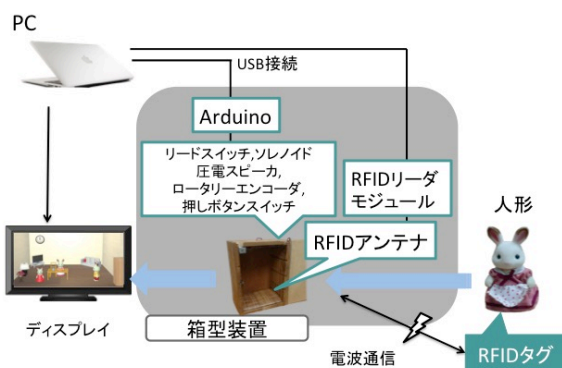 PC
USB接続
Arduino
リードスイッチ,ソレノイド
圧電スピーカ,
ロータリーエンコーダ,
押しボタンスイッチ
RFIDリーダ
モジュール
人形
RFIDアンテナ
ディスプレイ
箱型装置
電波通信
RFIDタグ